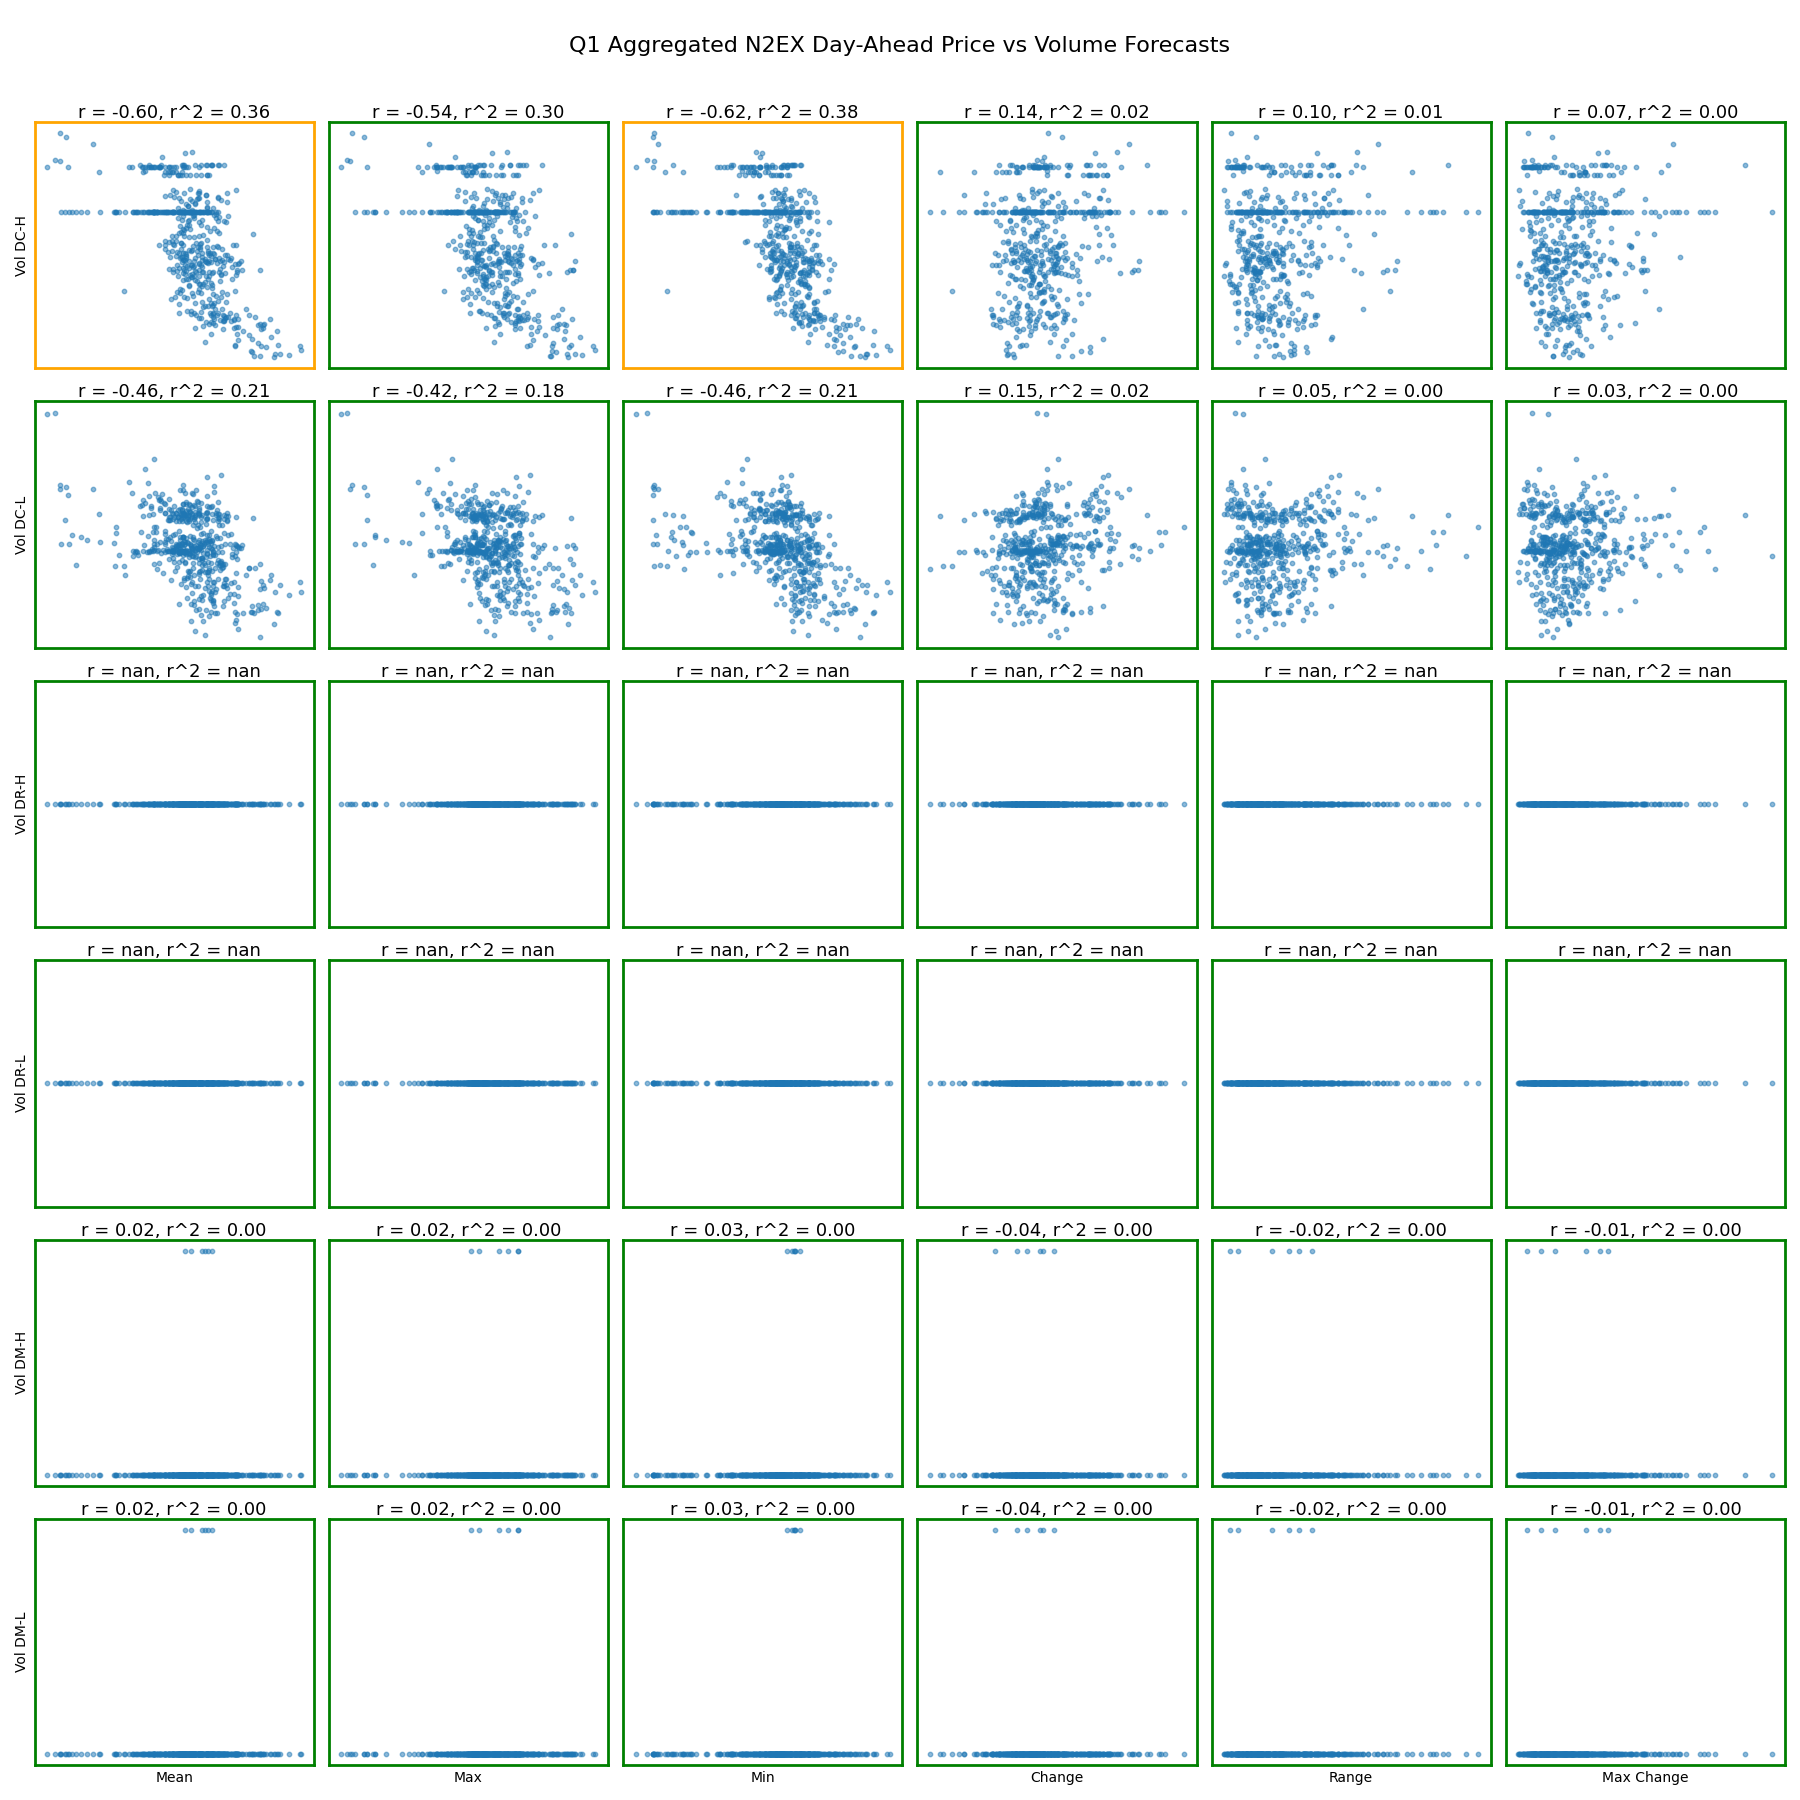 Q1 Aggregated N2EX Day-Ahead Price vs Volume Forecasts
r = -0.60, r^2 = 0.36
r = -0.54, r^2 = 0.30
r = -0.62, r^2 = 0.38
r = 0.14, r^2 = 0.02
r = 0.10, r^2 = 0.01
r = 0.07, r^2 = 0.00
Vol DC-H
r = -0.46, r^2 = 0.21
r = -0.42, r^2 = 0.18
r = -0.46, r^2 = 0.21
r = 0.15, r^2 = 0.02
r = 0.05, r^2 = 0.00
r = 0.03, r^2 = 0.00
Vol DC-L
r = nan, r^2 = nan
r = nan, r^2 = nan
r = nan, r^2 = nan
r = nan, r^2 = nan
r = nan, r^2 = nan
r = nan, r^2 = nan
Vol DR-H
r = nan, r^2 = nan
r = nan, r^2 = nan
r = nan, r^2 = nan
r = nan, r^2 = nan
r = nan, r^2 = nan
r = nan, r^2 = nan
Vol DR-L
r = 0.02, r^2 = 0.00
r = 0.02, r^2 = 0.00
r = 0.03, r^2 = 0.00
r = -0.04, r^2 = 0.00
r = -0.02, r^2 = 0.00
r = -0.01, r^2 = 0.00
Vol DM-H
r = 0.02, r^2 = 0.00
r = 0.02, r^2 = 0.00
r = 0.03, r^2 = 0.00
r = -0.04, r^2 = 0.00
r = -0.02, r^2 = 0.00
r = -0.01, r^2 = 0.00
Vol DM-L
Mean
Max
Min
Change
Range
Max Change